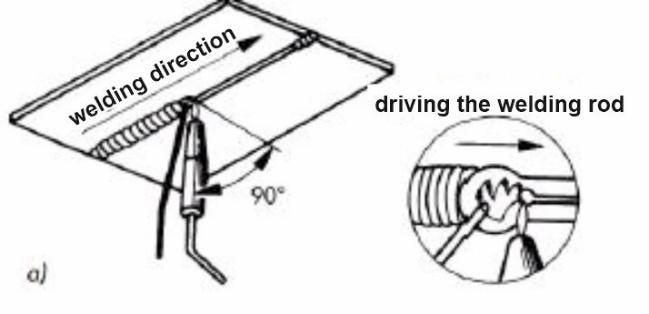 welding direction
driving the welding rod
90°
a)